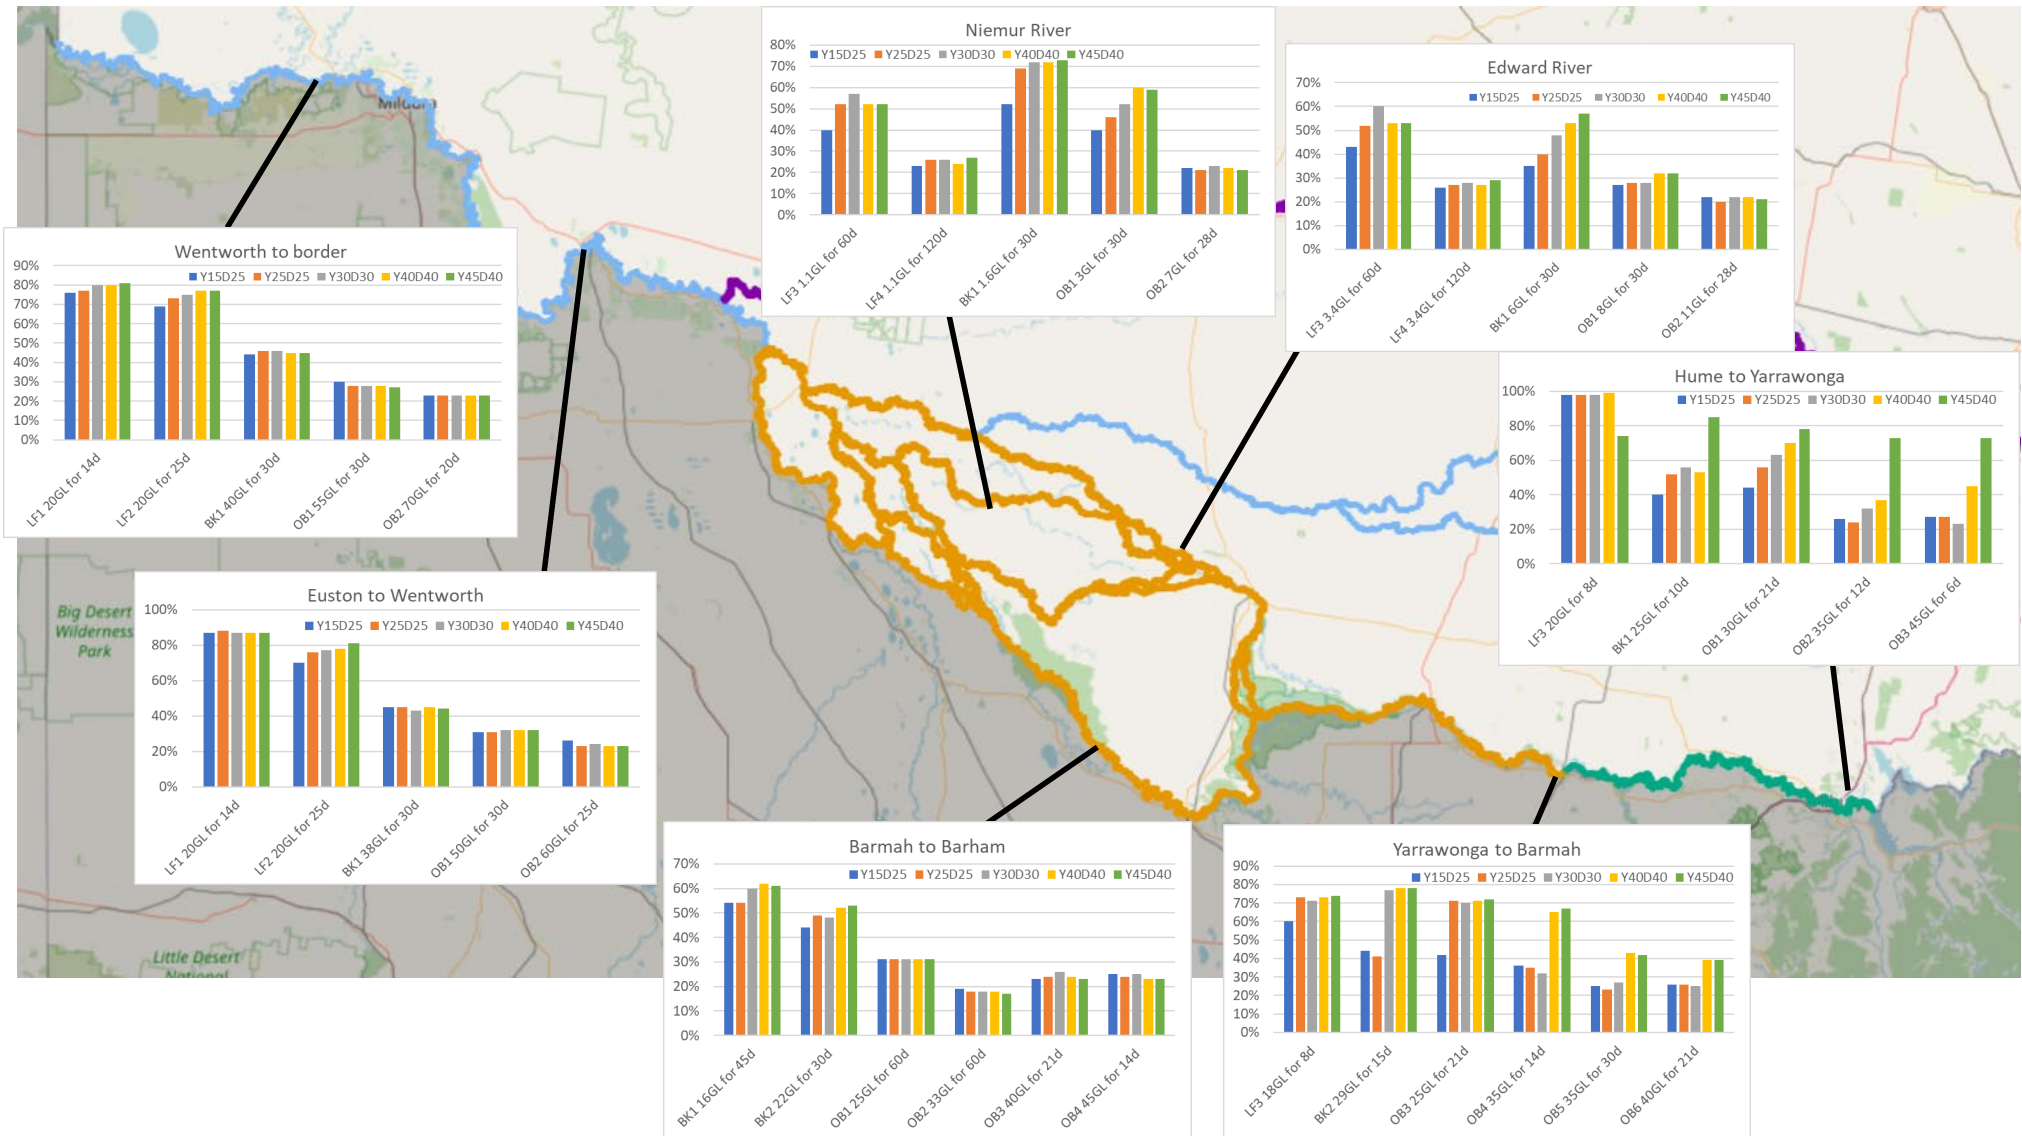 Niemur River
80%
Y15D25 Y25D25 Y30D30 Y40D40 Y45D40
70%
60%
50%
40%
30%
20%
10%
0%
LF3 1.1GL for 60d
LF4 1.1GL for 120d
BK1 1.6GL for 30d
OB1 3GL for 30d
OB2 7GL for 28d
Edward River
70%
Y15D25 Y25D25 Y30D30 Y40D40 Y45D40
60%
50%
40%
30%
20%
10%
0%
LF3 3.4GL for 60d
LF4 3.4GL for 120d
BK1 6GL for 30d
OB1 8GL for 30d
OB2 11GL for 28d
Mildura
Wentworth to border
90%
Y15D25 Y25D25 Y30D30 Y40D40 Y45D40
80%
70%
60%
50%
40%
30%
20%
10%
0%
LF1 20GL for 14d
LF2 20GL for 25d
BK1 40GL for 30d
OB1 55GL for 30d
OB2 70GL for 20d
Hume to Yarrawonga
100%
Y15D25 Y25D25 Y30D30 Y40D40 Y45D40
80%
60%
40%
20%
0%
LF3 20GL for 8d
BK1 25GL for 10d
OB1 30GL for 21d
OB2 35GL for 12d
OB3 45GL for 6d
Big Desert
Wilderness
Park
Euston to Wentworth
100%
Y15D25 Y25D25 Y30D30 Y40D40 Y45D40
80%
60%
40%
20%
0%
LF1 20GL for 14d
LF2 20GL for 25d
BK1 38GL for 30d
OB1 50GL for 30d
OB2 60GL for 25d
Barmah to Barham
70%
Y15D25 Y25D25 Y30D30 Y40D40 Y45D40
60%
50%
40%
30%
20%
10%
0%
BK1 16GL for 45d
BK2 22GL for 30d
OB1 25GL for 60d
OB2 33GL for 60d
OB3 40GL for 21d
OB4 45GL for 14d
Yarrawonga to Barmah
90%
Y15D25 Y25D25 Y30D30 Y40D40 Y45D40
80%
70%
60%
50%
40%
30%
20%
10%
0%
LF3 18GL for 8d
BK2 29GL for 15d
OB3 25GL for 21d
OB4 35GL for 14d
OB5 35GL for 30d
OB6 40GL for 21d
Little Desert
National